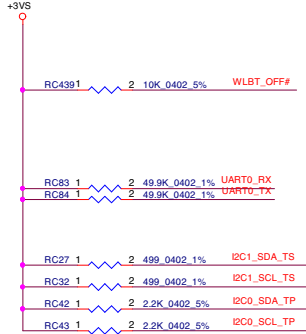 +3VS
RC439 1 2 10K_0402_5% WLBT_OFF#
RC83 1 2 49.9K_0402_1% UART0_RX
RC84 1 2 49.9K_0402_1% UART0_TX
RC27 1 2 499_0402_1% I2C1_SDA_TS
RC32 1 2 499_0402_1% I2C1_SCL_TS
RC42 1 2 2.2K_0402_5% I2C0_SDA_TP
RC43 1 2 2.2K_0402_5% I2C0_SCL_TP